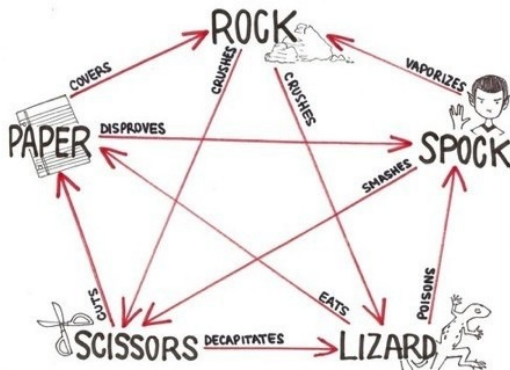 ROCK
COVERS
CRUSHES
CRUSHES
VAPORIZES
PAPER
DISPROVES
SPOCK
SMASHES
CUTS
EATS
POISONS
SCISSORS
DECAPITATES
LIZARD